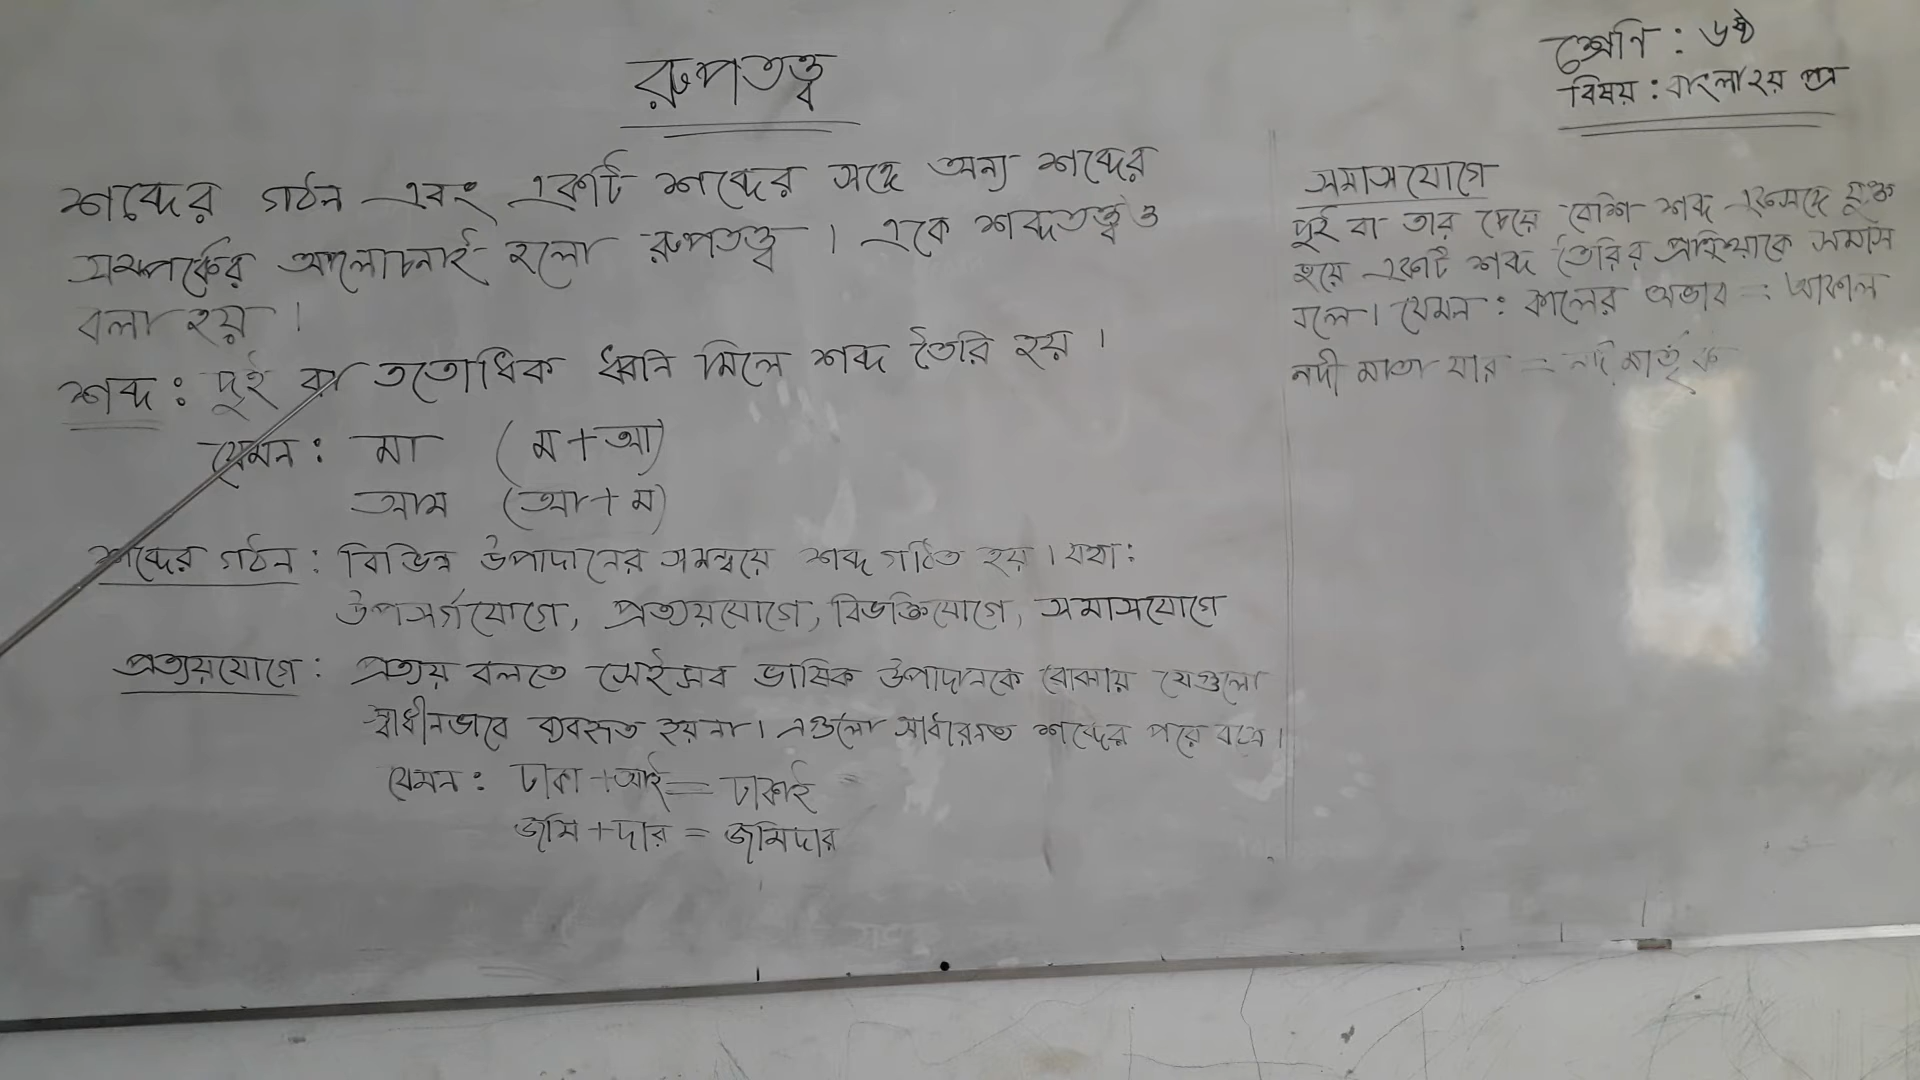 রুপতত্ত্ব
শ্রেণি : ৬ষ্ঠ
বিষয় : বাংলা ২য় পত্র
শব্দের গঠন এবং একটি শব্দের সঙ্গে অন্য শব্দের
সম্পর্কের আলোচনাই হলো রুপতত্ত্ব । একে শব্দতত্ত্বও
বলা হয় ।
শব্দ : দুই বা ততোধিক ধ্বনি মিলে শব্দ তৈরি হয় ।
যেমন : মা (ম+আ)
আম (আ+ম)
শব্দের গঠন : বিভিন্ন উপাদানের সমন্বয়ে শব্দ গঠিত হয় । যথা :
উপসর্গযোগে, প্রত্যয়যোগে, বিভক্তিযোগে, সমাসযোগে
প্রত্যয়যোগে : প্রত্যয় বলতে সেইসব ভাষিক উপাদানকে বোঝায় যেগুলো
স্বাধীনভাবে ব্যবহৃত হয় না । এগুলো সাধারণত শব্দের পরে বসে ।
যেমন : ঢাকা +আই = ঢাকাই
জমি +দার = জমিদার
সমাসযোগে
দুই বা তার চেয়ে বেশি শব্দ একসঙ্গে যুক্ত
হয়ে একটি শব্দ তৈরির প্রক্রিয়াকে সমাস
বলে । যেমন : কালের অভাব = আকাল
নদী মাতা যার = নদীমাতৃক